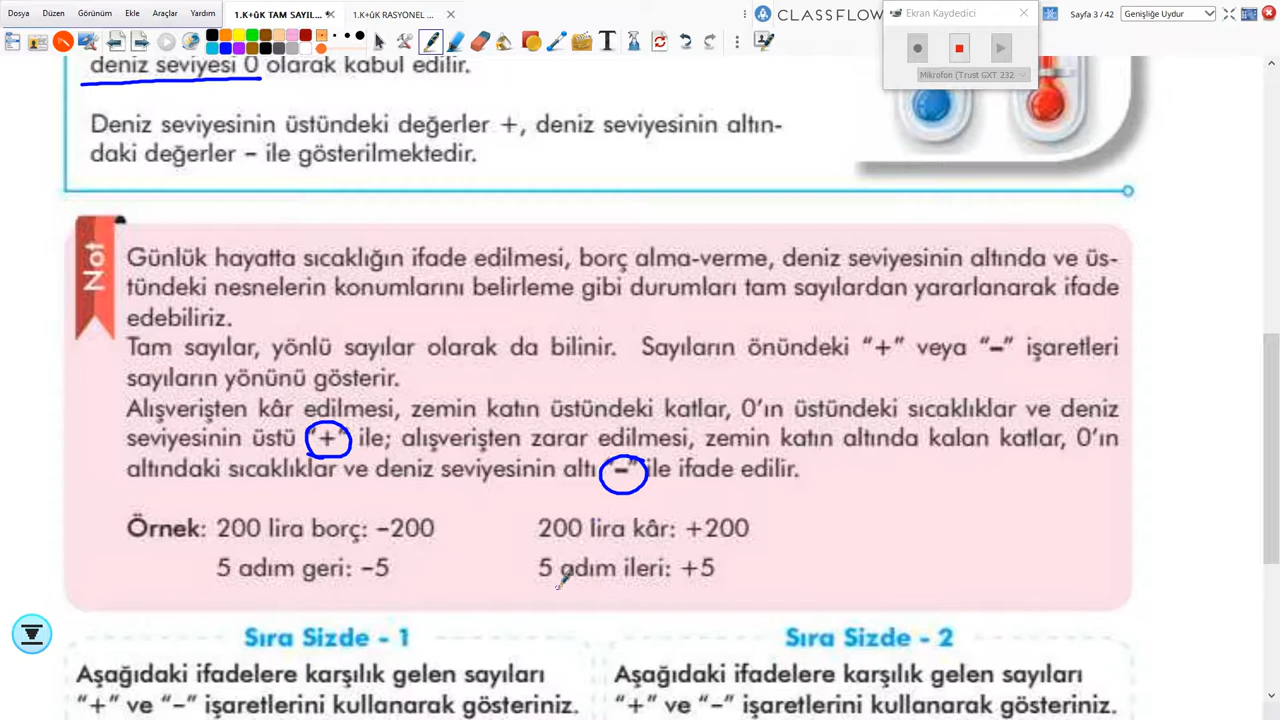 Dosya Düzen Görünüm Ekle Araçlar Yardım
1.K+ûK TAM SAYIL...
1.K+ûK RASYONEL ...
CLASSFLOW
Ekran Kaydedici
Mikrofon (Trust GXT 232
Sayfa 3 / 42
Genişliğe Uydur
deniz seviyesi 0 olarak kabul edilir.
Deniz seviyesinin üstündeki değerler +, deniz seviyesinin altın-
daki değerler – ile gösterilmektedir.
Not
Günlük hayatta sıcaklığın ifade edilmesi, borç alma-verme, deniz seviyesinin altında ve üs-
tündeki nesnelerin konumlarını belirleme gibi durumları tam sayılardan yararlanarak ifade
edebiliriz.
Tam sayılar, yönlü sayılar olarak da bilinir. Sayıların önündeki “+” veya “–” işaretleri
sayıların yönünü gösterir.
Alışverişten kâr edilmesi, zemin katın üstündeki katlar, 0’ın üstündeki sıcaklıklar ve deniz
seviyesinin üstü “+” ile; alışverişten zarar edilmesi, zemin katın altında kalan katlar, 0’ın
altındaki sıcaklıklar ve deniz seviyesinin altı “–” ile ifade edilir.
Örnek: 200 lira borç: –200 200 lira kâr: +200
5 adım geri: –5 5 adım ileri: +5
Sıra Sizde - 1
Aşağıdaki ifadelere karşılık gelen sayıları
“+” ve “–” işaretlerini kullanarak gösteriniz.
Sıra Sizde - 2
Aşağıdaki ifadelere karşılık gelen sayıları
“+” ve “–” işaretlerini kullanarak gösteriniz.